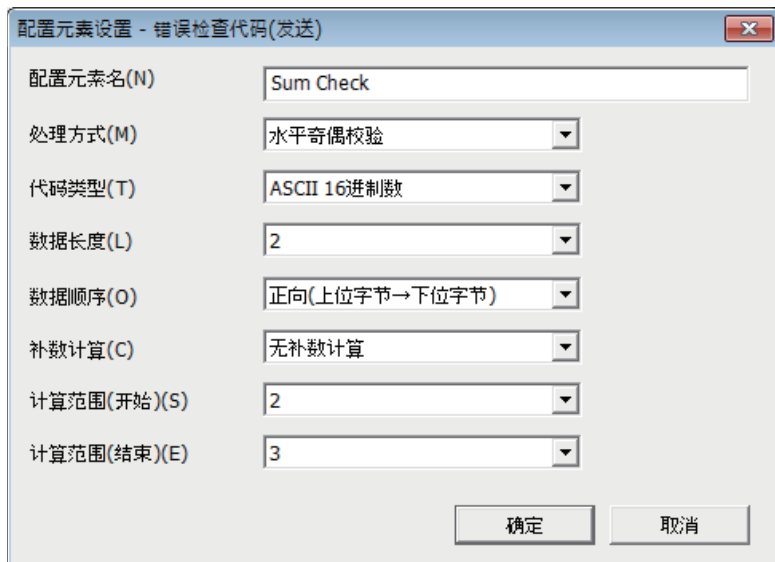 配置元素设置 - 错误检查代码(发送)
配置元素名(N) Sum Check
处理方式(M) 水平奇偶校验
代码类型(T) ASCII 16进制数
数据长度(L) 2
数据顺序(O) 正向(上位字节→下位字节)
补数计算(C) 无补数计算
计算范围(开始)(S) 2
计算范围(结束)(E) 3
确定 取消